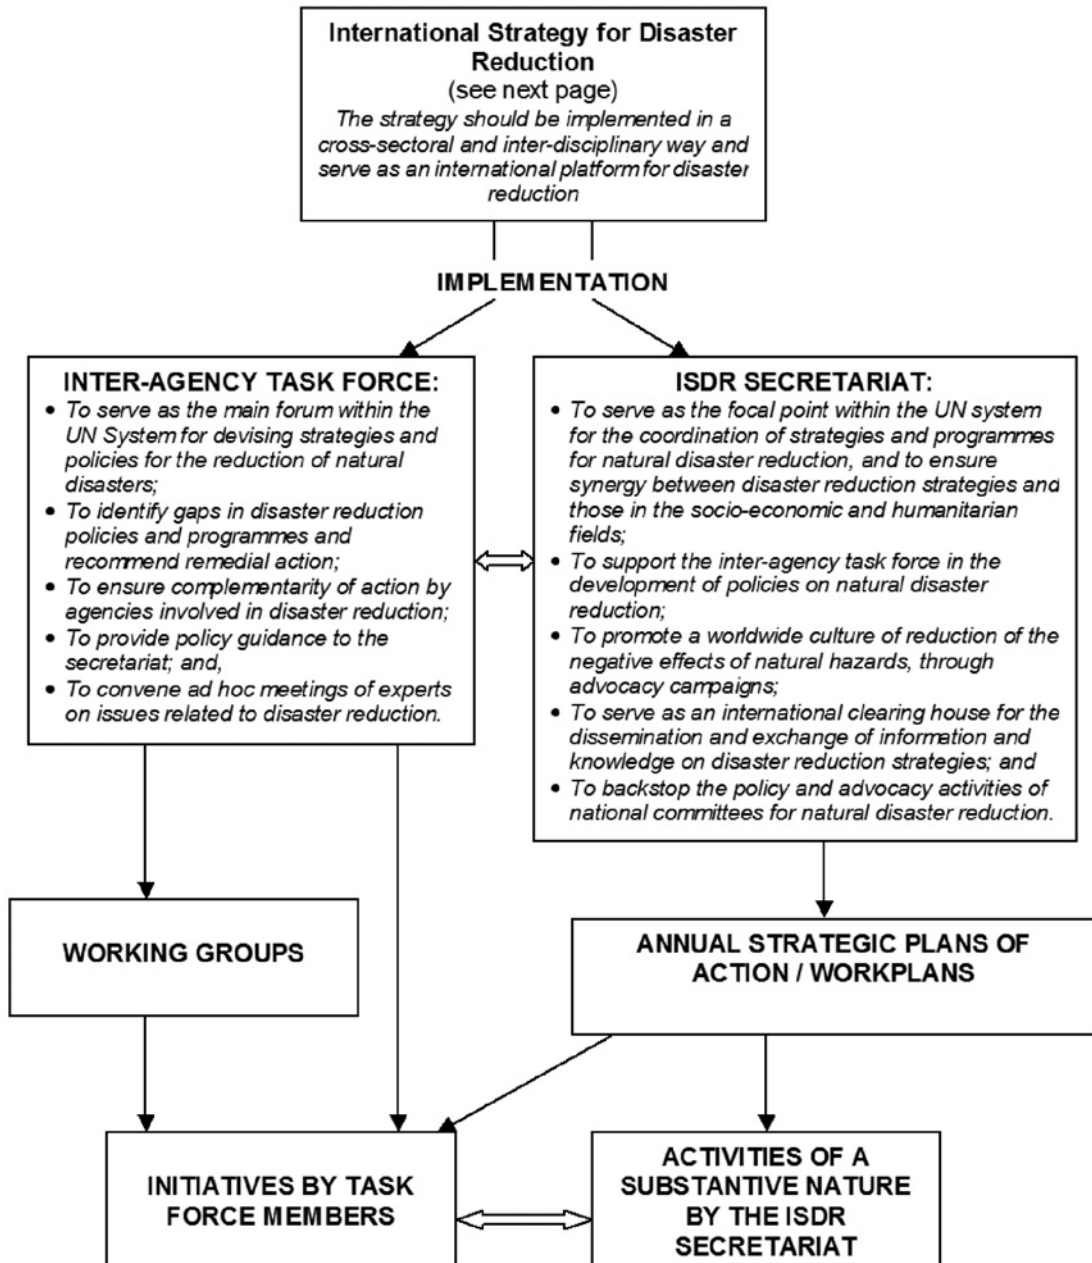 International Strategy for Disaster
Reduction
(see next page)
The strategy should be implemented in a
cross-sectoral and inter-disciplinary way and
serve as an international platform for disaster
reduction
IMPLEMENTATION
INTER-AGENCY TASK FORCE:
• To serve as the main forum within the
UN System for devising strategies and
policies for the reduction of natural
disasters;
• To identify gaps in disaster reduction
policies and programmes and
recommend remedial action;
• To ensure complementarity of action by
agencies involved in disaster reduction;
• To provide policy guidance to the
secretariat; and,
• To convene ad hoc meetings of experts
on issues related to disaster reduction.
ISDR SECRETARIAT:
• To serve as the focal point within the UN system
for the coordination of strategies and programmes
for natural disaster reduction, and to ensure
synergy between disaster reduction strategies and
those in the socio-economic and humanitarian
fields;
• To support the inter-agency task force in the
development of policies on natural disaster
reduction;
• To promote a worldwide culture of reduction of the
negative effects of natural hazards, through
advocacy campaigns;
• To serve as an international clearing house for the
dissemination and exchange of information and
knowledge on disaster reduction strategies; and
• To backstop the policy and advocacy activities of
national committees for natural disaster reduction.
WORKING GROUPS
ANNUAL STRATEGIC PLANS OF
ACTION / WORKPLANS
INITIATIVES BY TASK
FORCE MEMBERS
ACTIVITIES OF A
SUBSTANTIVE NATURE
BY THE ISDR
SECRETARIAT